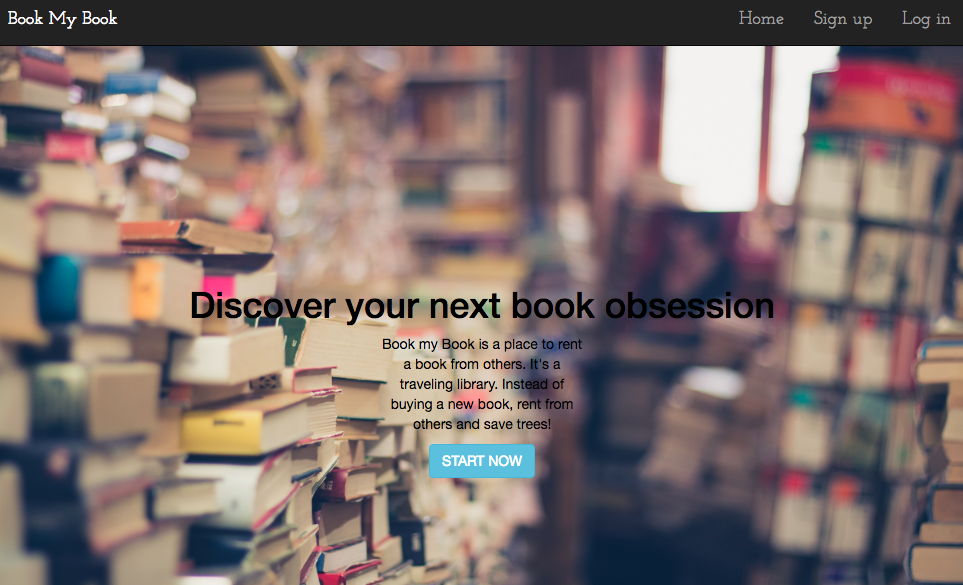 Book My Book
Home Sign up Log in
Discover your next book obsession
Book my Book is a place to rent
a book from others. It's a
traveling library. Instead of
buying a new book, rent from
others and save trees!
START NOW